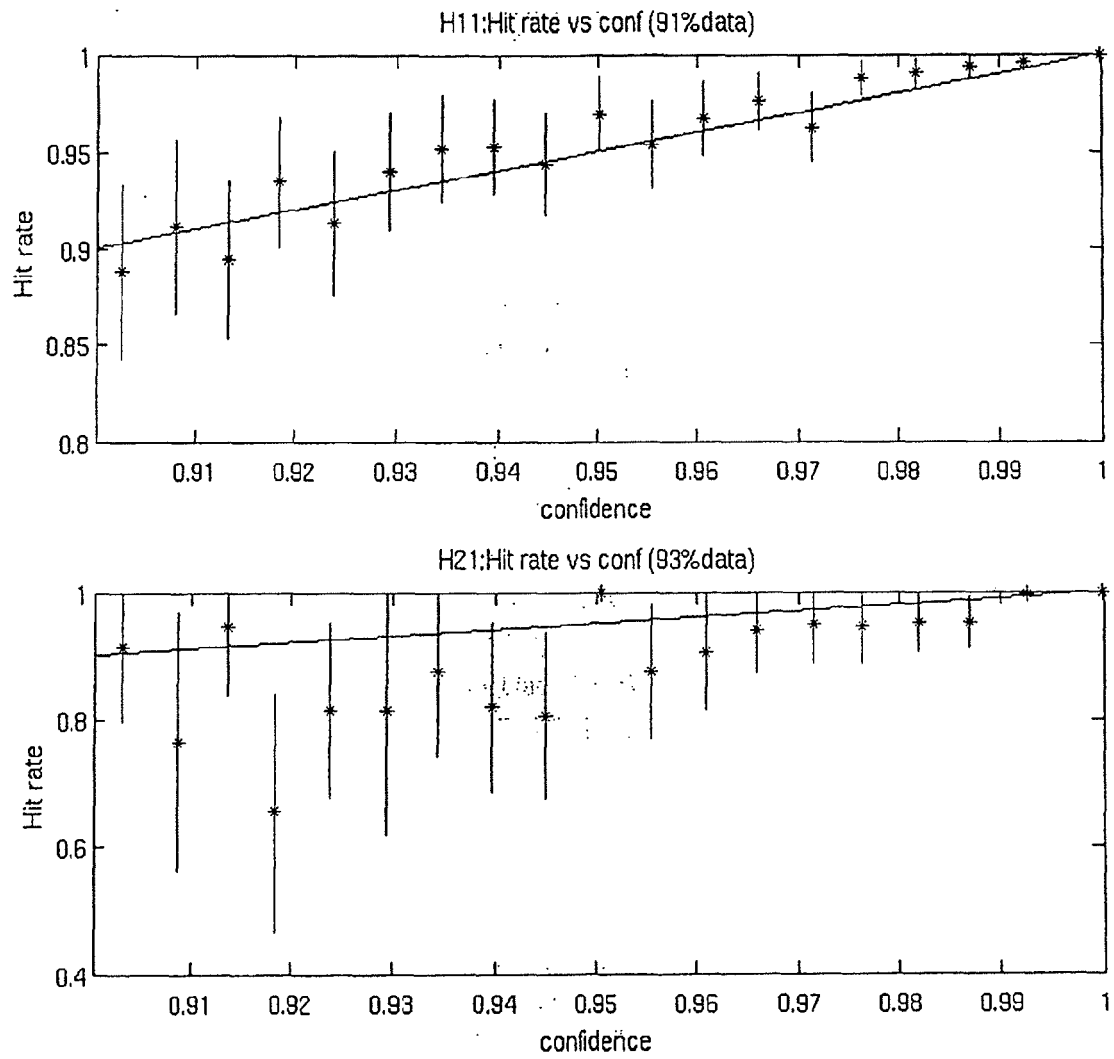 H11:Hit rate vs conf (91%data)
1
0.95
0.9
0.85
0.8
Hit rate
0.91 0.92 0.93 0.94 0.95 0.96 0.97 0.98 0.99 1
confidence
H21:Hit rate vs conf (93%data)
1
0.8
0.6
0.4
Hit rate
0.91 0.92 0.93 0.94 0.95 0.96 0.97 0.98 0.99 1
confidence